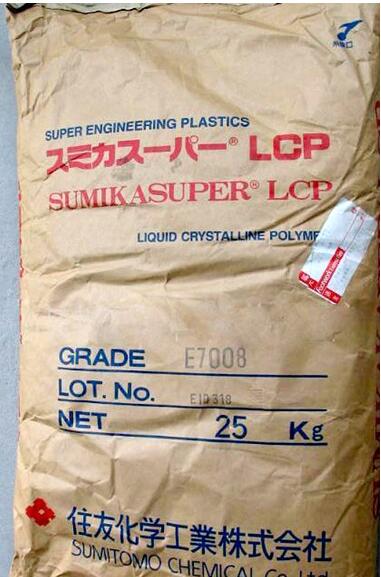 SUPER ENGINEERING PLASTICS
スミカスーパー® LCP
SUMIKASUPER® LCP
LIQUID CRYSTALLINE POLYME
GRADE E7008
LOT. No. E1D318
NET 25 Kg
住友化学工業株式会社
SUMITOMO CHEMICAL Co., Ltd.